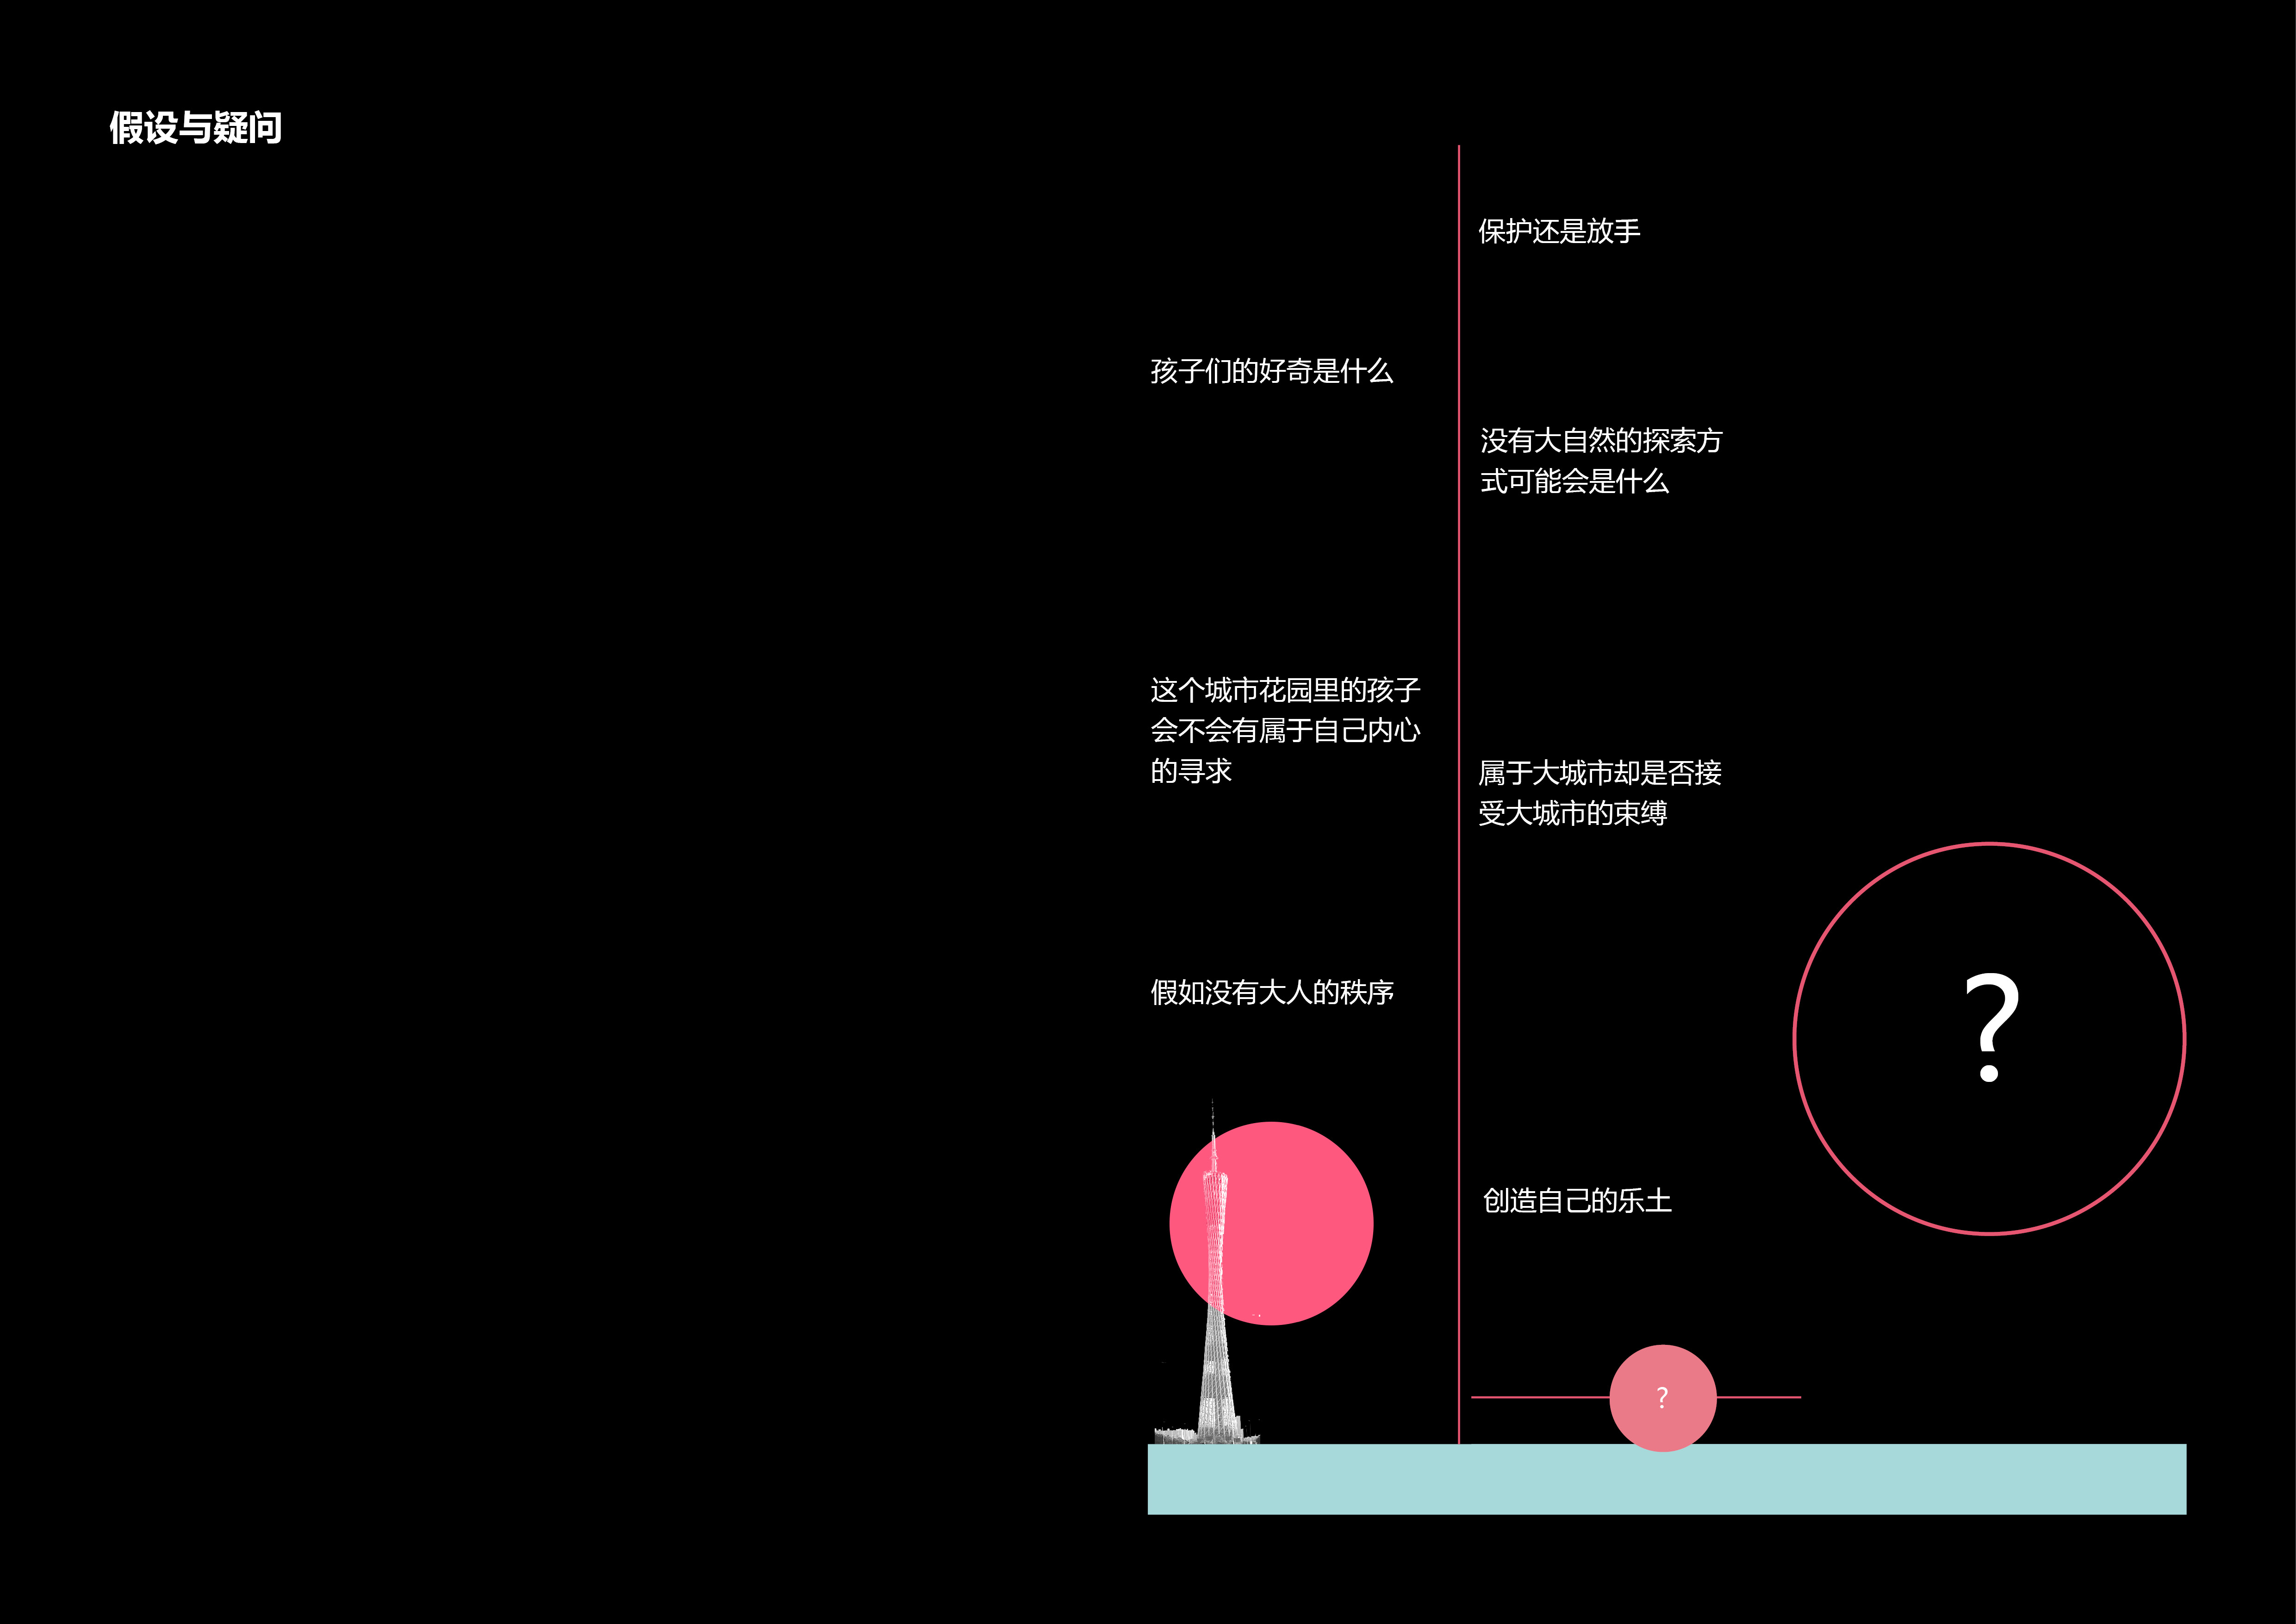 假设与疑问
保护还是放手
孩子们的好奇是什么
没有大自然的探索方
式可能会是什么
这个城市花园里的孩子
会不会有属于自己内心
的寻求
属于大城市却是否接
受大城市的束缚
假如没有大人的秩序
?
创造自己的乐土
?